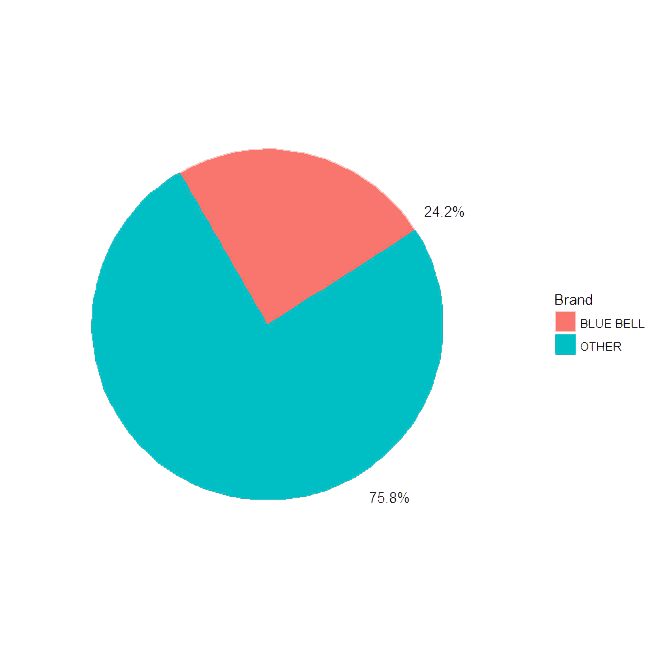 24.2%
Brand
BLUE BELL
OTHER
75.8%